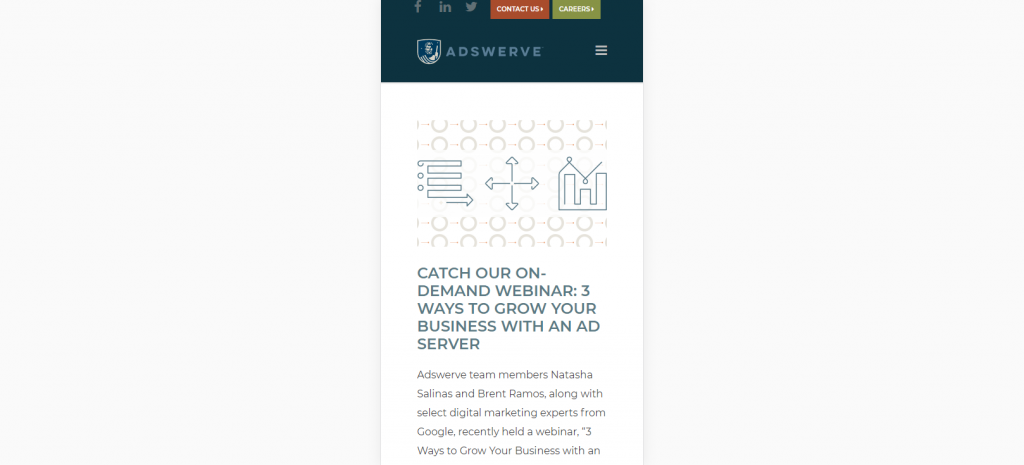 CONTACT US CAREERS
ADSWERVE
CATCH OUR ON-
DEMAND WEBINAR: 3
WAYS TO GROW YOUR
BUSINESS WITH AN AD
SERVER
Adswerve team members Natasha
Salinas and Brent Ramos, along with
select digital marketing experts from
Google, recently held a webinar, “3
Ways to Grow Your Business with an